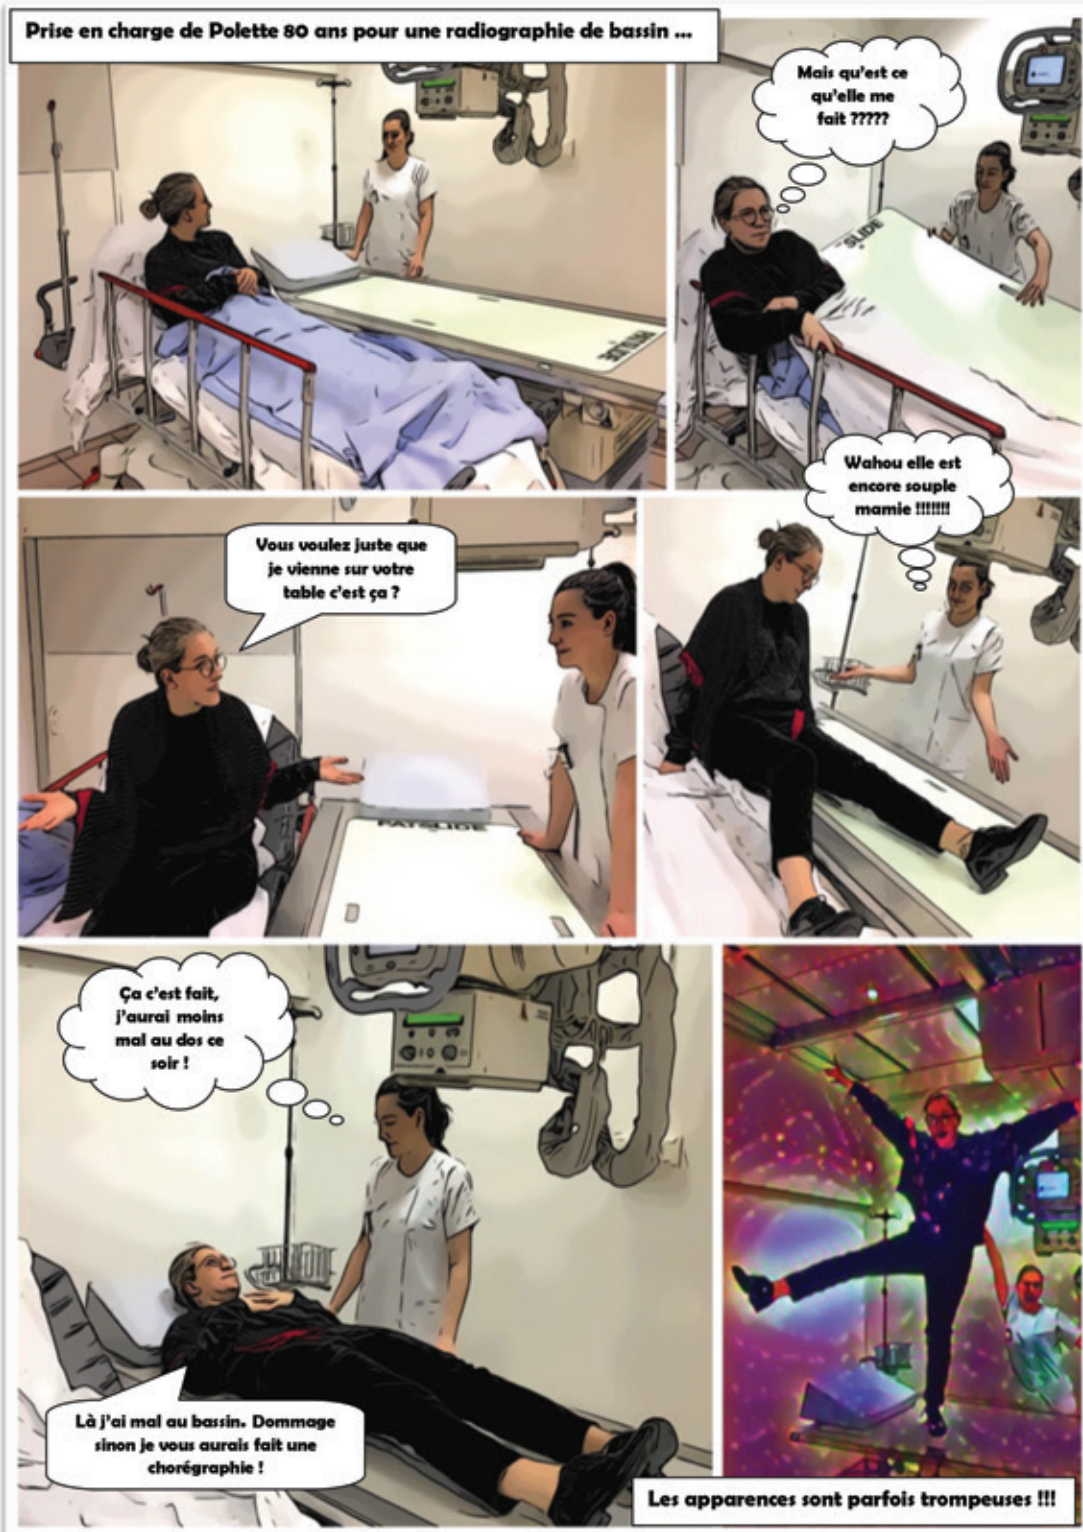 Prise en charge de Polette 80 ans pour une radiographie de bassin ...
PATSLIDE
Mais qu'est ce
qu'elle me
fait ?????
SLIDE
Vous voulez juste que
je vienne sur votre
table c'est ça ?
PATSLIDE
Wahou elle est
encore souple
mamie !!!!!!!
Ça c'est fait,
j'aurai moins
mal au dos ce
soir !
Là j'ai mal au bassin. Dommage
sinon je vous aurais fait une
chorégraphie !
Les apparences sont parfois trompeuses !!!